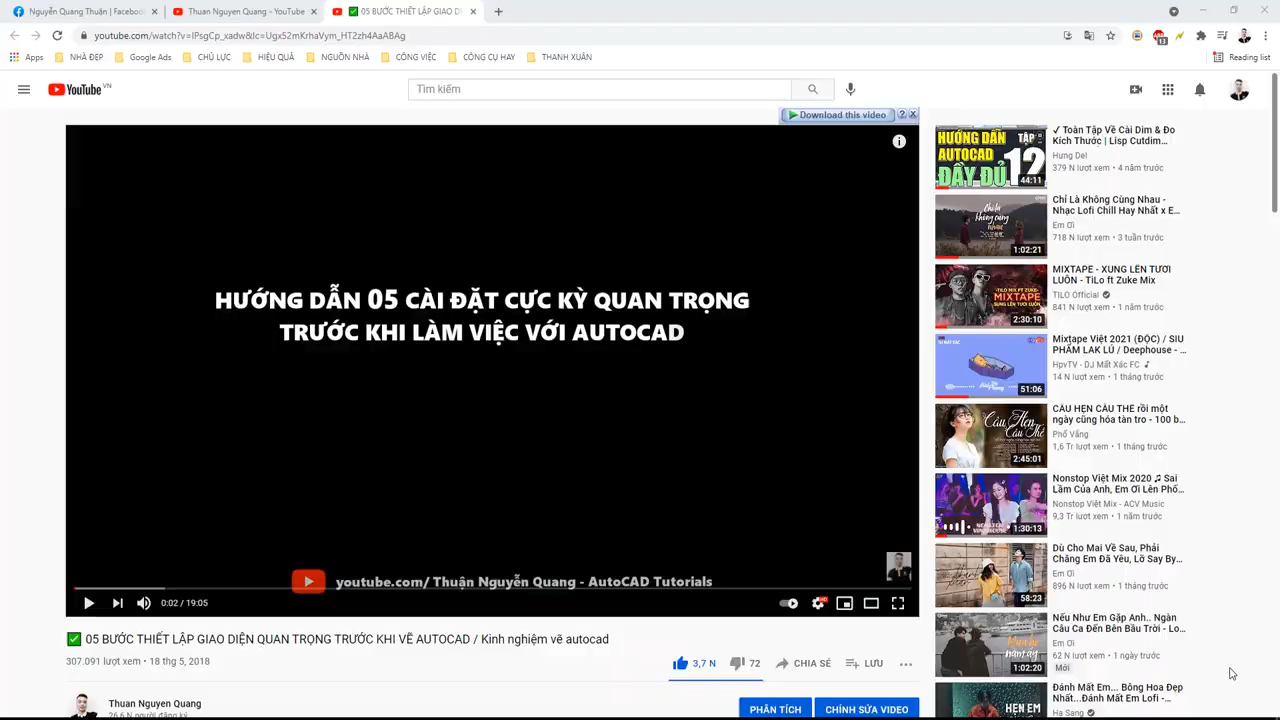 Nguyễn Quang Thuận | Facebook
Thuan Nguyen Quang - YouTube
05 BƯỚC THIẾT LẬP GIAO DI
youtube.com/watch?v=IPsgCp_xadw&lc=Ugx52mKrhaVym_HT2zh4AaABAg
Apps
NHÀ ĐẸP
Google Ads
CHỦ LỰC
HIỆU QUẢ
NGUỒN NHÀ
CÔNG VIỆC
CÔNG CỤ HAY
THANH XUÂN
Reading list
YouTube VN
Tìm kiếm
Download this video
HƯỚNG DẪN 05 CÀI ĐẶT CỰC KỲ QUAN TRỌNG
TRƯỚC KHI LÀM VIỆC VỚI AUTOCAD
youtube.com/ Thuận Nguyễn Quang - AutoCAD Tutorials
0:02 / 19:05
05 BƯỚC THIẾT LẬP GIAO DIỆN QUAN TRỌNG TRƯỚC KHI VẼ AUTOCAD / Kinh nghiệm vẽ autocad
307.091 lượt xem • 18 thg 5, 2018
3,7 N
72
CHIA SẺ
LƯU
Thuan Nguyen Quang
26,6 N người đăng ký
PHÂN TÍCH
CHỈNH SỬA VIDEO
HƯỚNG DẪN
AUTOCAD
ĐẦY ĐỦ
TẬP
12
44:11
✓ Toàn Tập Về Cài Dim & Đo
Kích Thước | Lisp Cutdim…
Hưng Del
379 N lượt xem • 4 năm trước
1:02:21
Chỉ Là Không Cùng Nhau -
Nhạc Lofi Chill Hay Nhất x E…
Em Ơi
718 N lượt xem • 3 tuần trước
MIXTAPE
2:30:10
MIXTAPE - XUNG LÊN TƯƠI
LUÔN - TiLo ft Zuke Mix
TILO Official
841 N lượt xem • 1 năm trước
51:06
Mixtape Việt 2021 (ĐỘC) / SIU
PHẨM LAK LÚ / Deephouse - …
HpvTV - DJ Mất Xác FC
14 N lượt xem • 1 tháng trước
Câu Hẹn
Câu Thề
2:45:01
CÂU HẸN CÂU THỀ rồi một
ngày cũng hóa tàn tro - 100 b…
Phố Vắng
1,6 Tr lượt xem • 1 tháng trước
1:30:13
Nonstop Việt Mix 2020 ♫ Sai
Lầm Của Anh, Em Ơi Lên Phố…
Nonstop Việt Mix - ACV Music
9,3 Tr lượt xem • 1 năm trước
58:23
Dù Cho Mai Về Sau, Phải
Chăng Em Đã Yêu, Lỡ Say By…
Em Ơi
896 N lượt xem • 1 tháng trước
1:02:20
Nếu Như Em Gặp Anh.. Ngàn
Câu Ca Đến Bên Bầu Trời - Lo…
Em Ơi
62 N lượt xem • 1 ngày trước
Mới
HẸN EM
Đánh Mất Em... Bông Hoa Đẹp
Nhất...Đánh Mất Em Lofi - …
Ha Sang